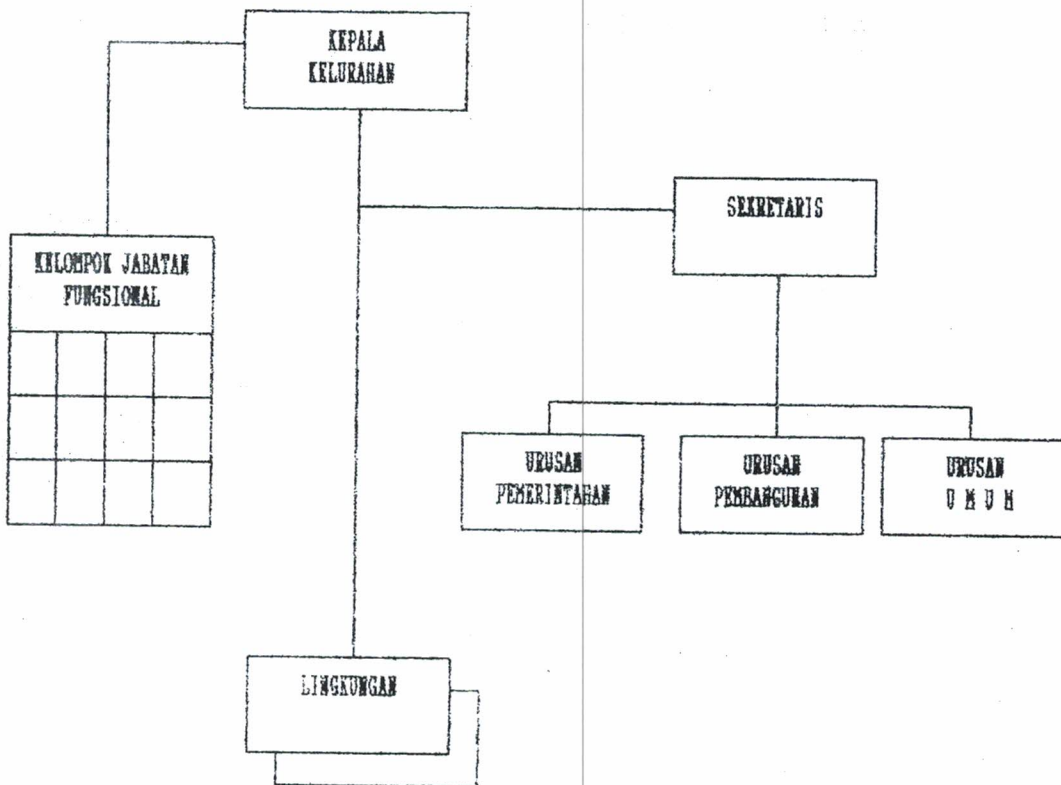 KEPALA
KELURAHAN
SEKRETARIS
KELOMPOK JABATAN
FUNGSIONAL
URUSAN
PEMERINTAHAN
URUSAN
PEMBANGUNAN
URUSAN
U M U M
LINGKUNGAN